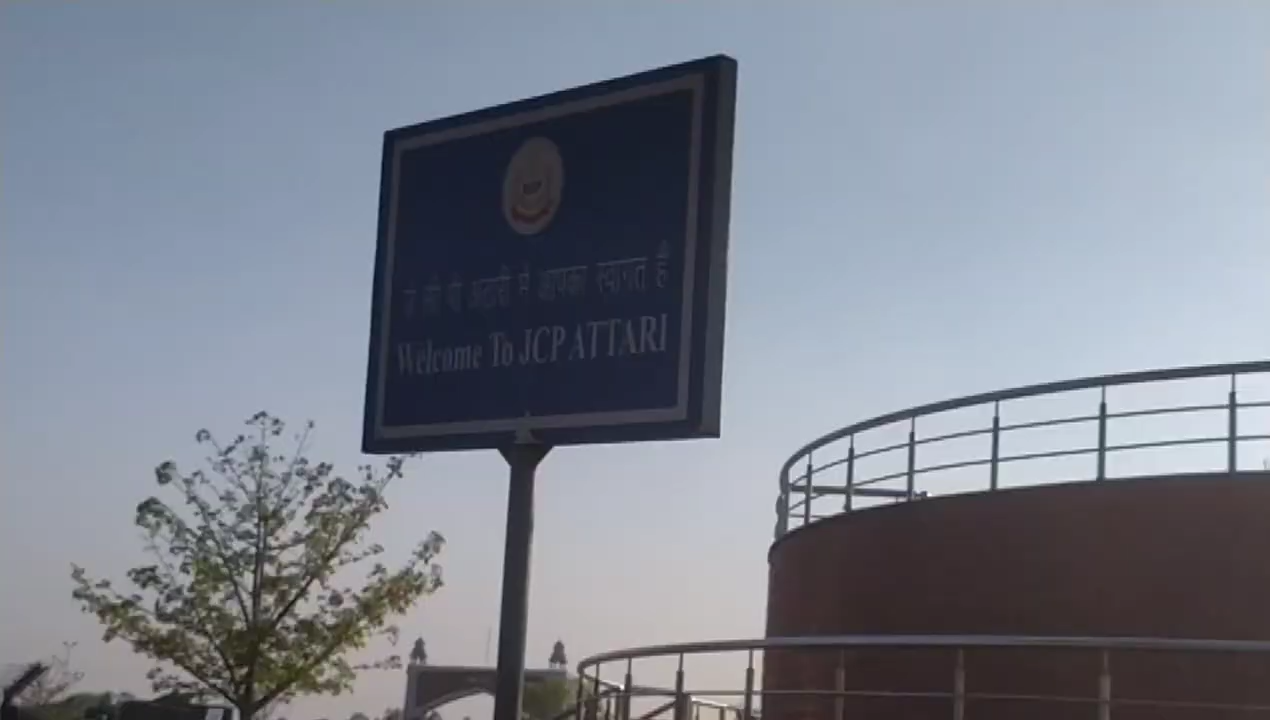 जे सी पी अटारी में आपका स्वागत है
Welcome To JCP ATTARI